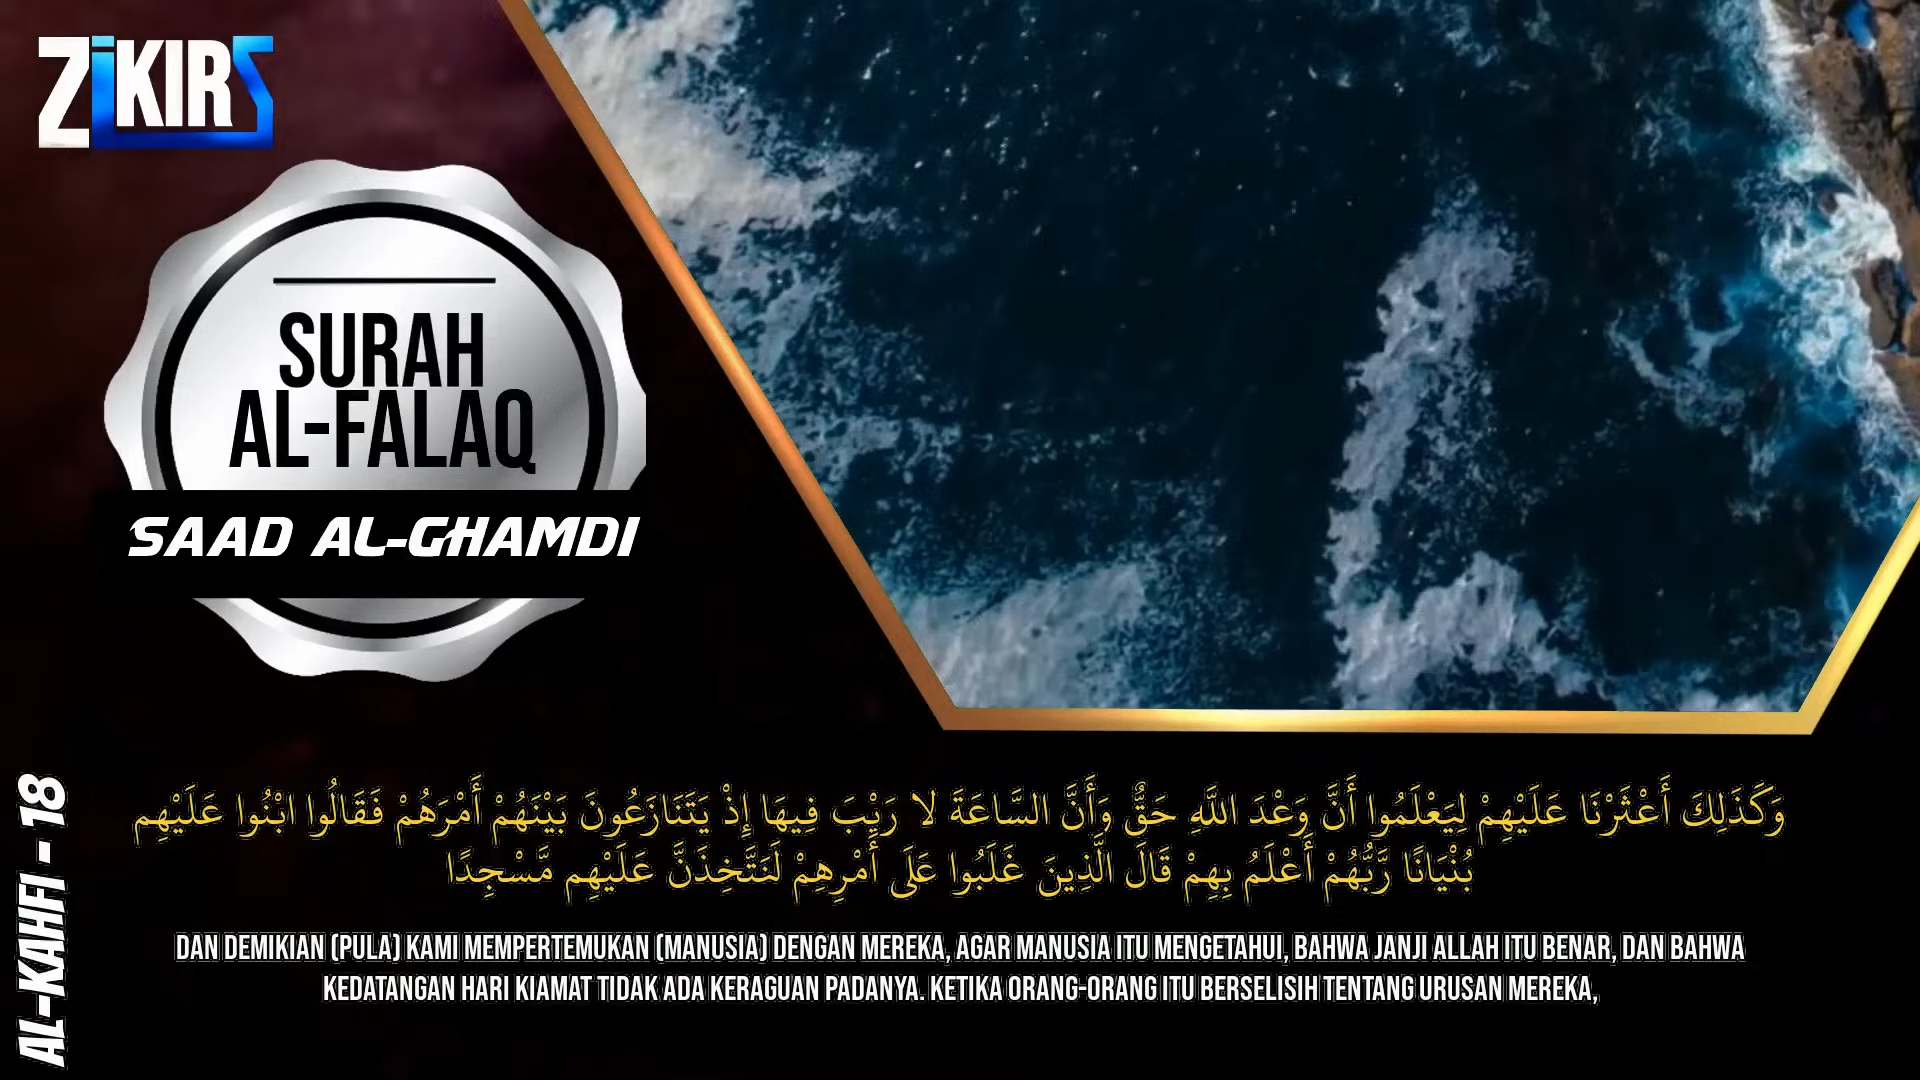 ZiKIRS
SURAH
AL-FALAQ
SAAD AL-GHAMDI
AL-KAHFI - 18
وَكَذَلِكَ أَعْثَرْنَا عَلَيْهِمْ لِيَعْلَمُوا أَنَّ وَعْدَ اللَّهِ حَقٌّ وَأَنَّ السَّاعَةَ لا رَيْبَ فِيهَا إِذْ يَتَنَازَعُونَ بَيْنَهُمْ أَمْرَهُمْ فَقَالُوا ابْنُوا عَلَيْهِم
بُنْيَانًا رَّبُّهُمْ أَعْلَمُ بِهِمْ قَالَ الَّذِينَ غَلَبُوا عَلَى أَمْرِهِمْ لَنَتَّخِذَنَّ عَلَيْهِم مَّسْجِدًا
DAN DEMIKIAN (PULA) KAMI MEMPERTEMUKAN (MANUSIA) DENGAN MEREKA, AGAR MANUSIA ITU MENGETAHUI, BAHWA JANJI ALLAH ITU BENAR, DAN BAHWA
KEDATANGAN HARI KIAMAT TIDAK ADA KERAGUAN PADANYA. KETIKA ORANG-ORANG ITU BERSELISIH TENTANG URUSAN MEREKA,